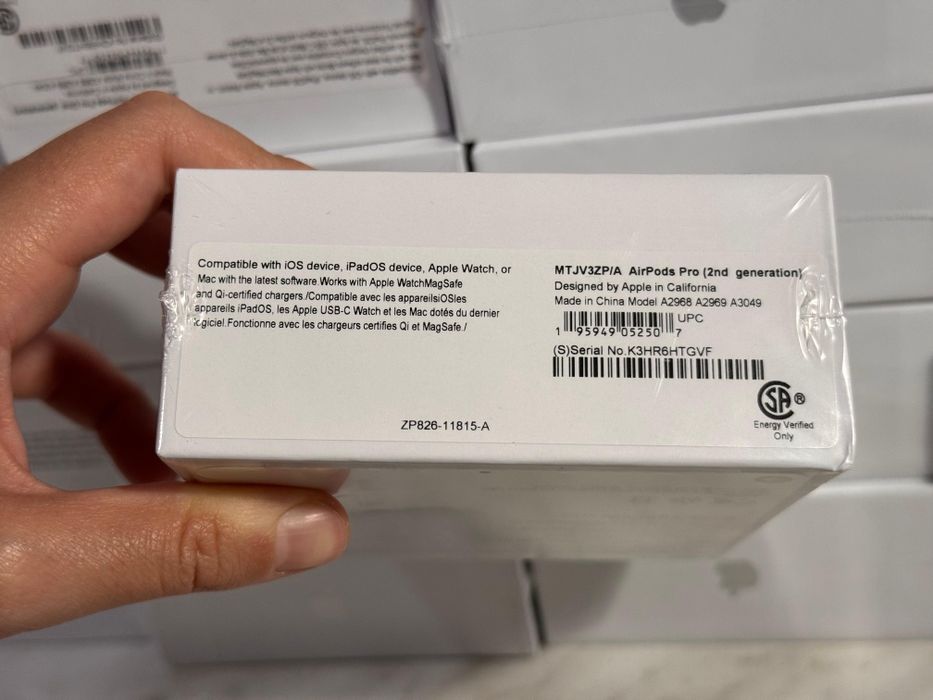 Compatible with iOS device, iPadOS device, Apple Watch, or
Mac with the latest software.Works with Apple WatchMagSafe
and Qi-certified chargers./Compatible avec les appareilsiOSles
appareils iPadOS, les Apple USB-C Watch et les Mac dotés du dernier
logiciel.Fonctionne avec les chargeurs certifies Qi et MagSafe./
ZP826-11815-A
MTJV3ZP/A AirPods Pro (2nd generation)
Designed by Apple in California
Made in China Model A2968 A2969 A3049
UPC
1 95949 05250 7
(S)Serial No.K3HR6HTGVF
SA ®
Energy Verified
Only